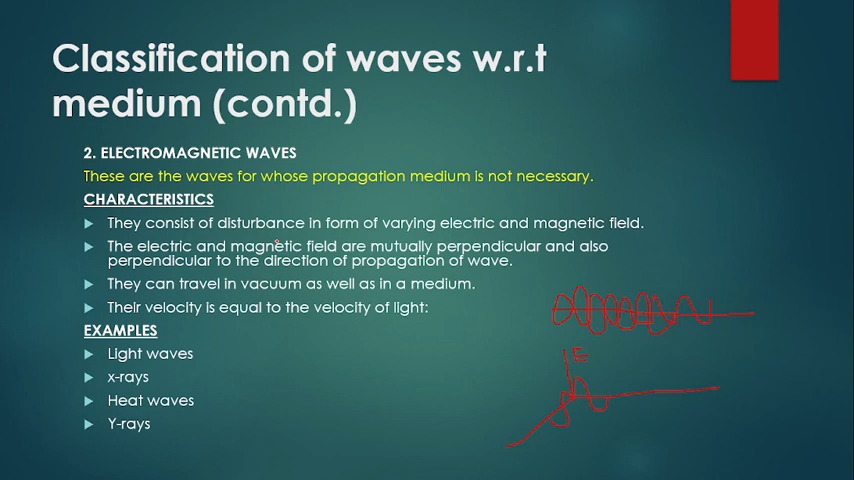 Classification of waves w.r.t
medium (contd.)
2. ELECTROMAGNETIC WAVES
These are the waves for whose propagation medium is not necessary.
CHARACTERISTICS
They consist of disturbance in form of varying electric and magnetic field.
The electric and magnetic field are mutually perpendicular and also
perpendicular to the direction of propagation of wave.
They can travel in vacuum as well as in a medium.
Their velocity is equal to the velocity of light:
E
EXAMPLES
Light waves
x-rays
Heat waves
Y-rays